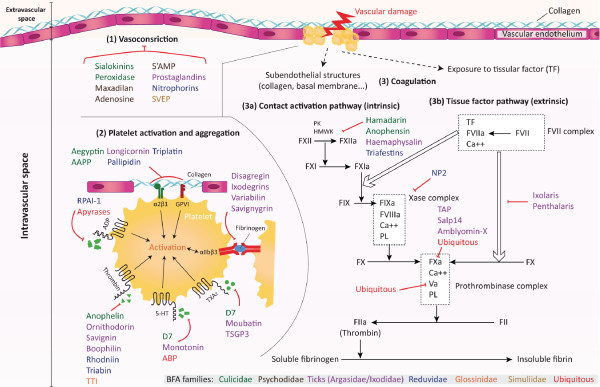 Extravascular space
Vascular damage
Collagen
Vascular endothelium
Intravascular space
(1) Vasoconsriction
Sialokinins
Peroxidase
Maxadilan
Adenosine
S'AMP
Prostaglandins
Nitrophorins
SVEP
Subendothelial structures
(collagen, basal membrane...)
Exposure to tissular factor (TF)
(3) Coagulation
(3a) Contact activation pathway (intrinsic)
(3b) Tissue factor pathway (extrinsic)
PK
HMWK
FXII
FXIIa
Hamadarin
Anophensin
Haemaphysalin
Triafestins
FXI
FXIa
TF
FVIIa
FVII
Ca++
FVII complex
NP2
FIX
FIXa
FVIIIa
Ca++
PL
Xase complex
TAP
Salp14
Amblyomin-X
Ubiquitous
Ixolaris
Penthalaris
FX
FXa
Ca++
Va
PL
FX
Ubiquitous
Prothrombinase complex
FIIa
(Thrombin)
FII
Soluble fibrinogen
Insoluble fibrin
(2) Platelet activation and aggregation
Aegyptin
AAPP
Longicornin
Triplatin
Pallidipin
Collagen
Disagregin
Ixodegrins
Variabilin
Savignygrin
RPAI-1
Apyrases
ADP
α2β1
GPVI
Platelet
Fibrinogen
Activation
αIIbβ3
Thrombin
5-HT
TXA2
Anophelin
Ornithodorin
Savignin
Boophilin
Rhodniin
Triabin
TTI
D7
Monotonin
ABP
D7
Moubatin
TSGP3
BFA families: Culicidae Psychodidae Ticks (Argasidae/Ixodidae) Reduvidae Glossinidae Simuliidae Ubiquitous